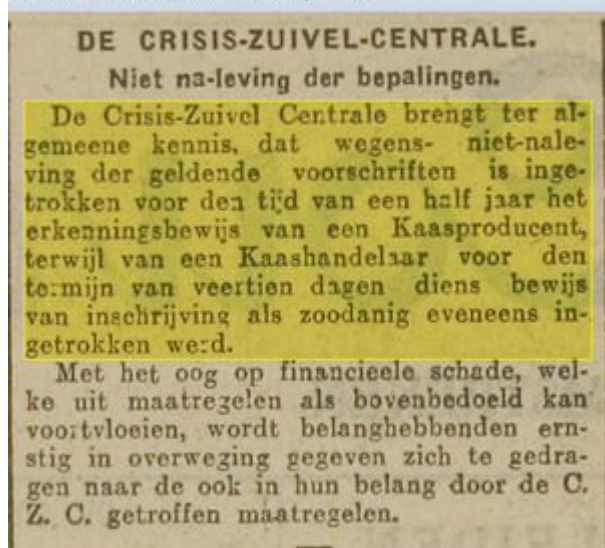 DE CRISIS-ZUIVEL-CENTRALE.
Niet na-leving der bepalingen.
De Crisis-Zuivel Centrale brengt ter al-
gemeene kennis, dat wegens- niet-nale-
ving der geldende voorschriften is inge-
trokken voor den tijd van een half jaar het
erkenningsbewijs van een Kaasproducent,
terwijl van een Kaashandelaar voor den
termijn van veertien dagen diens bewijs
van inschrijving als zoodanig eveneens in-
getrokken werd.
Met het oog op financieele schade, wel-
ke uit maatregelen als bovenbedoeld kan
voortvloeien, wordt belanghebbenden ern-
stig in overweging gegeven zich te gedra-
gen naar de ook in hun belang door de C.
Z. C. getroffen maatregelen.